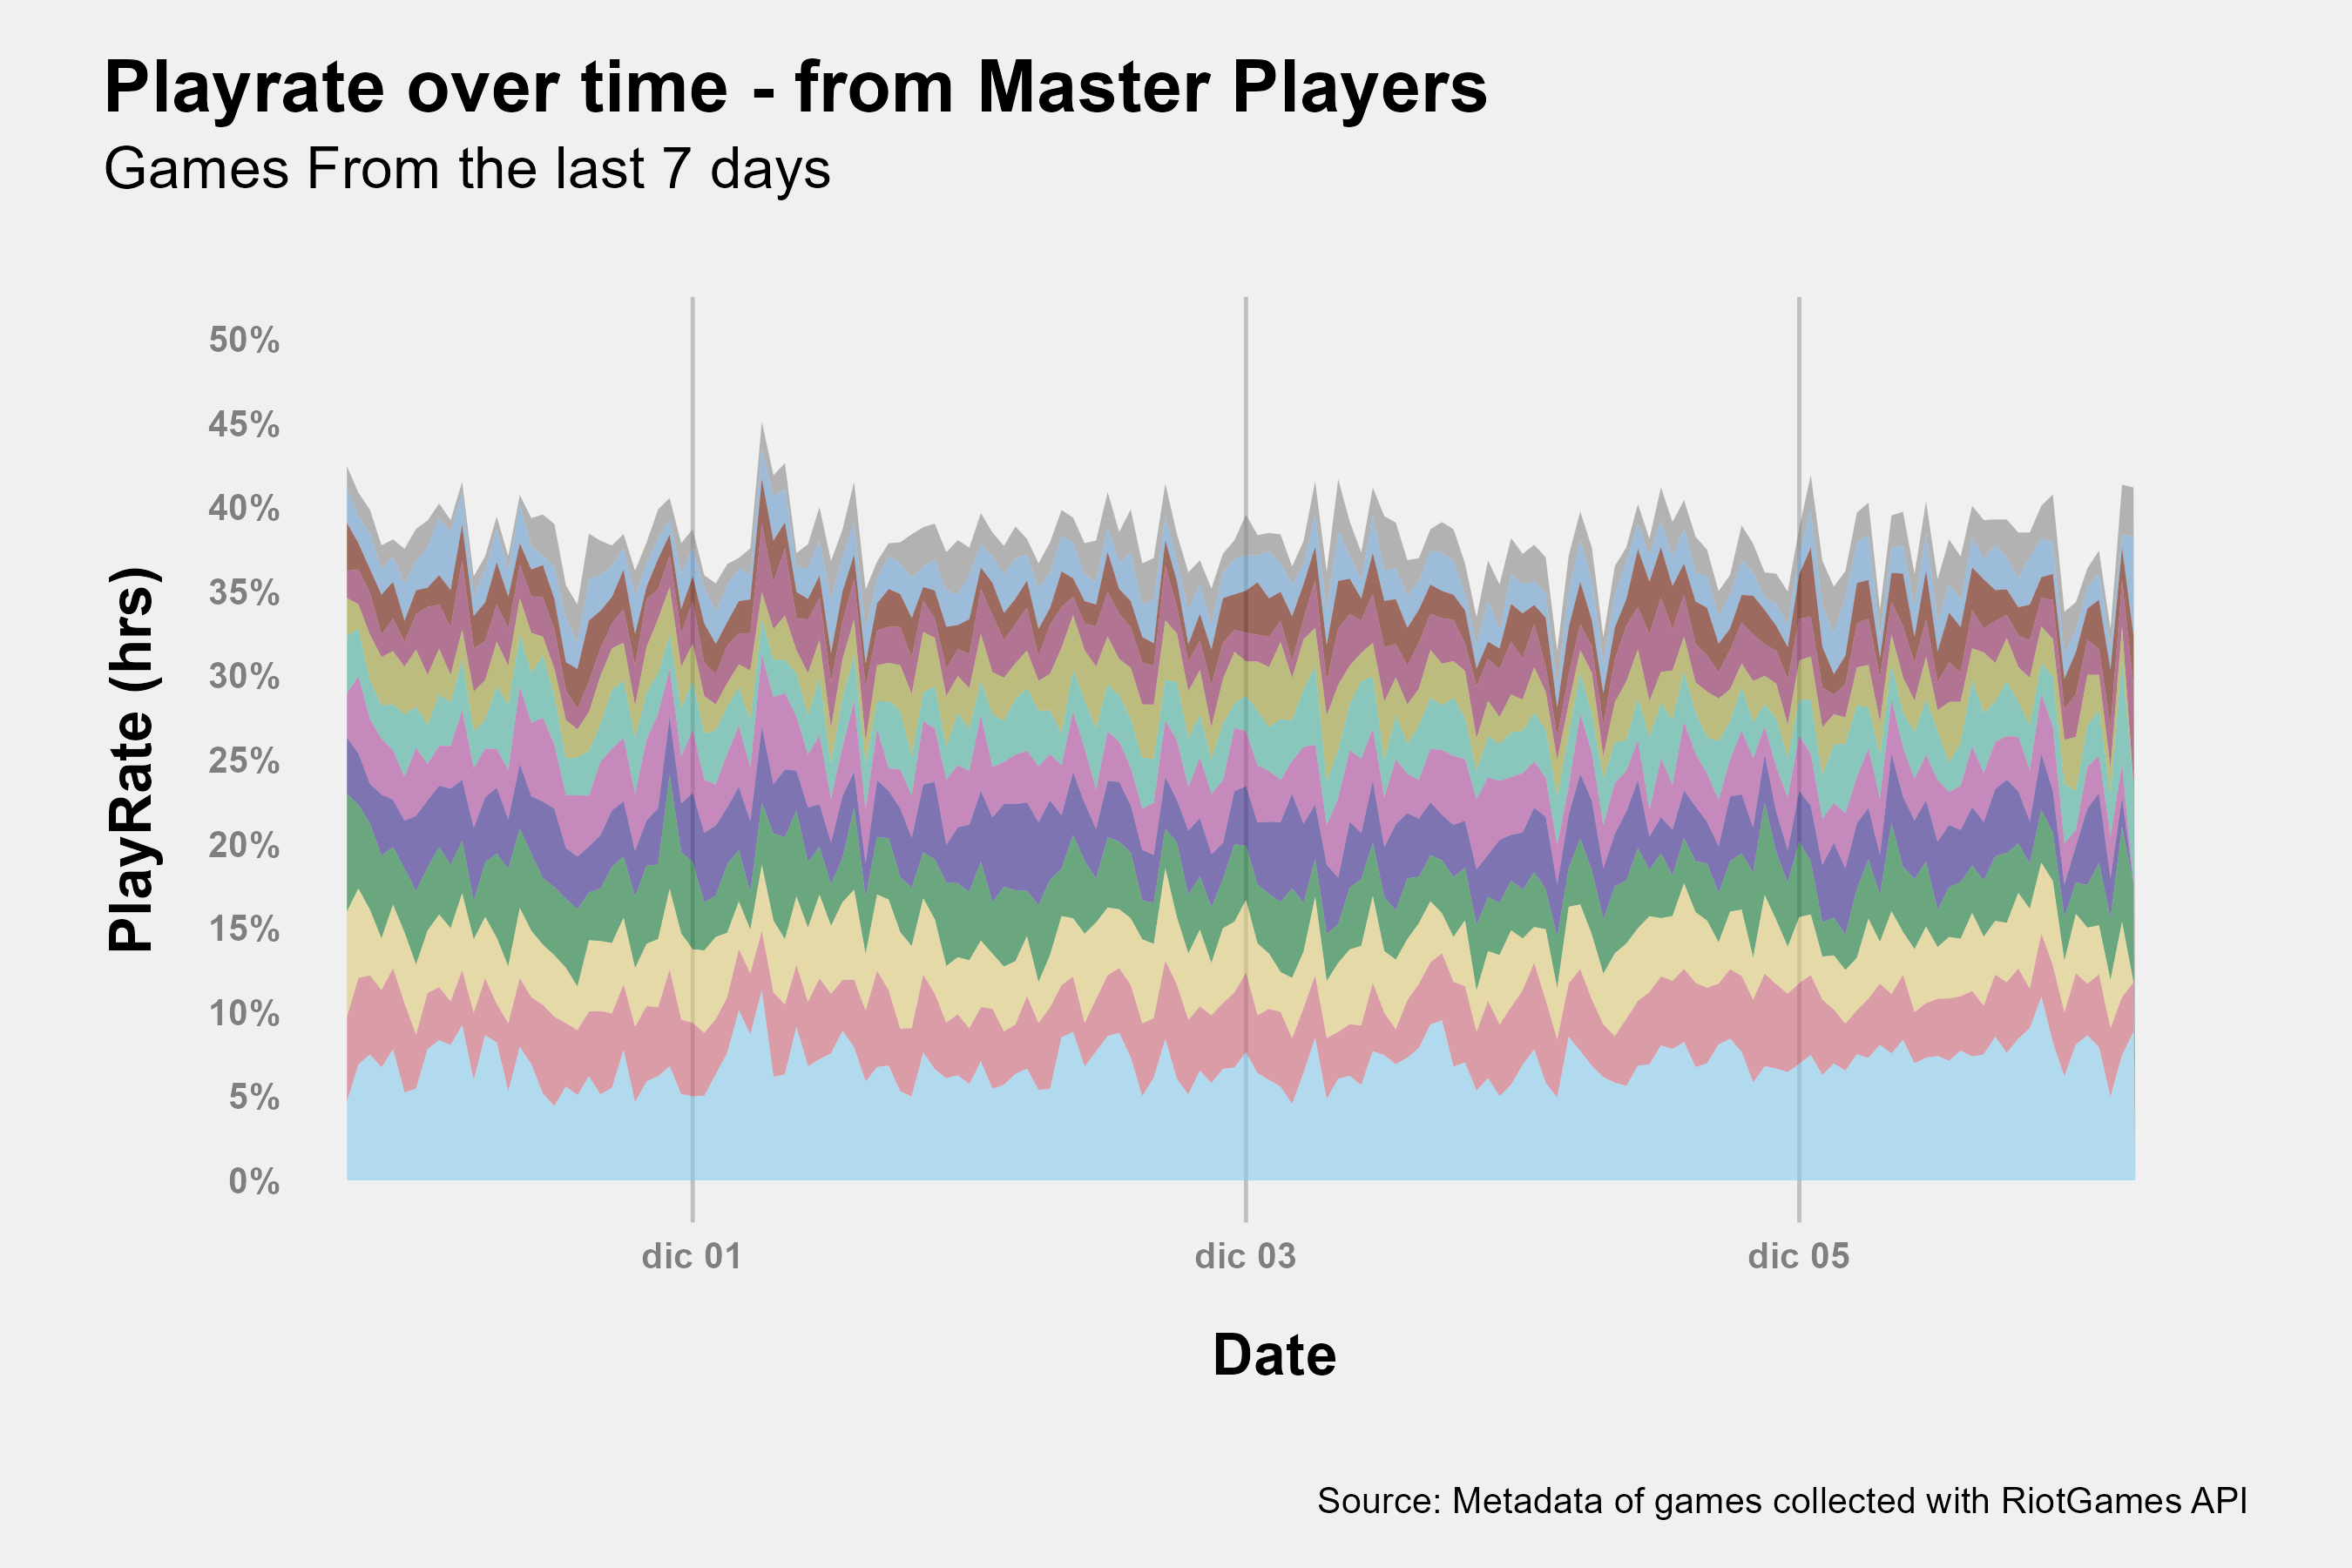 Playrate over time - from Master Players
Games From the last 7 days
PlayRate (hrs)
50%
45%
40%
35%
30%
25%
20%
15%
10%
5%
0%
dic 01
dic 03
dic 05
Date
Source: Metadata of games collected with RiotGames API